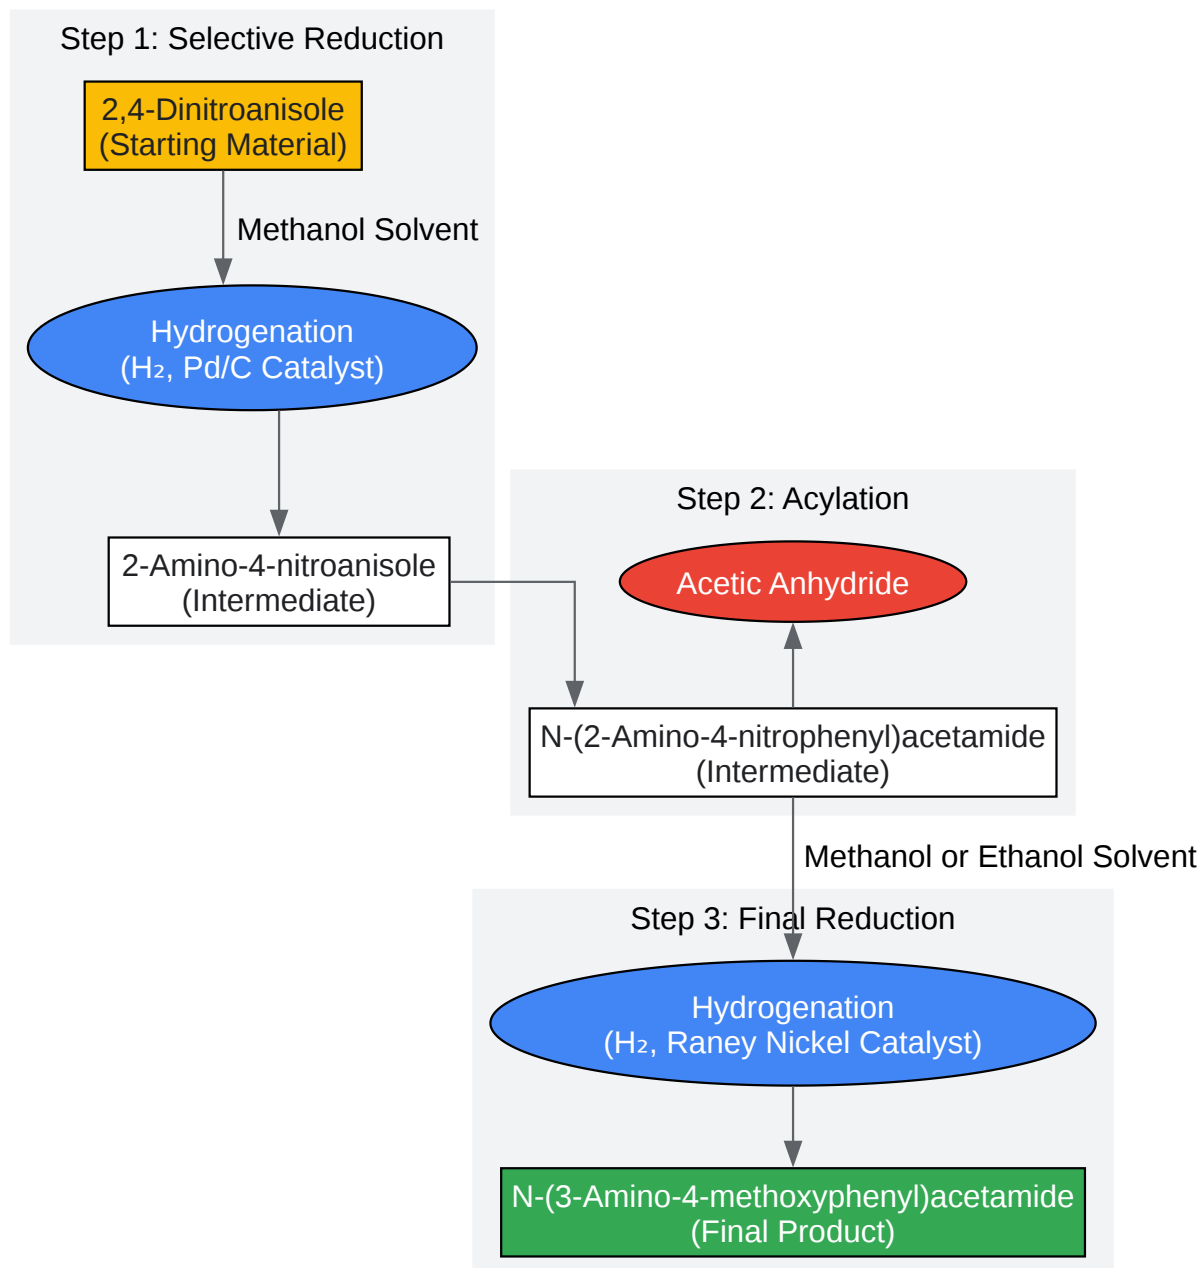 Step 1: Selective Reduction
2,4-Dinitroanisole
(Starting Material)
Methanol Solvent
Hydrogenation
(H₂, Pd/C Catalyst)
2-Amino-4-nitroanisole
(Intermediate)
Step 2: Acylation
Acetic Anhydride
N-(2-Amino-4-nitrophenyl)acetamide
(Intermediate)
Methanol or Ethanol Solvent
Step 3: Final Reduction
Hydrogenation
(H₂, Raney Nickel Catalyst)
N-(3-Amino-4-methoxyphenyl)acetamide
(Final Product)